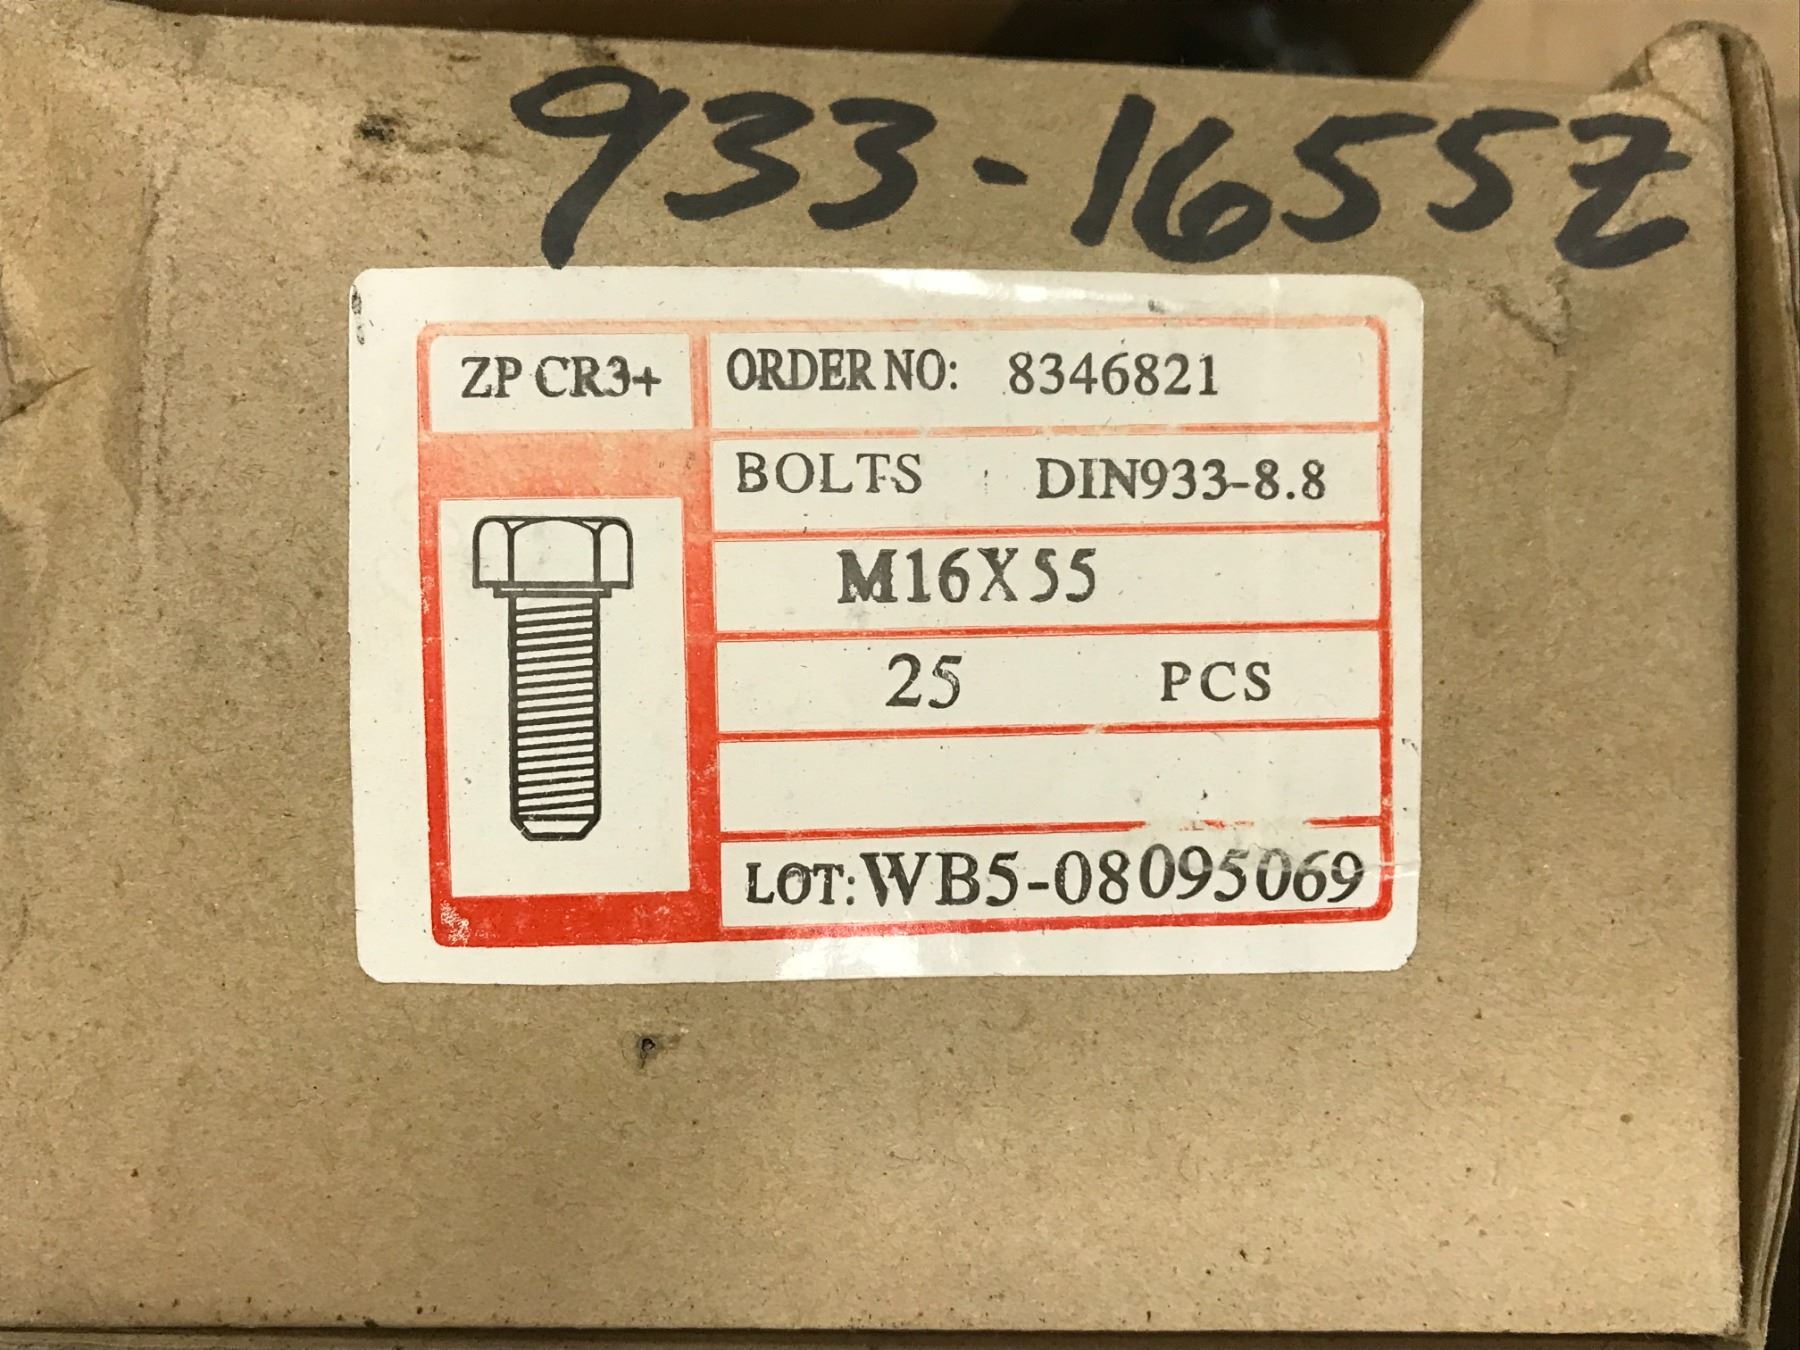 933-1655Z
ZP CR3+
ORDER NO: 8346821
BOLTS DIN933-8.8
M16X55
25 PCS
LOT: WB5-08095069